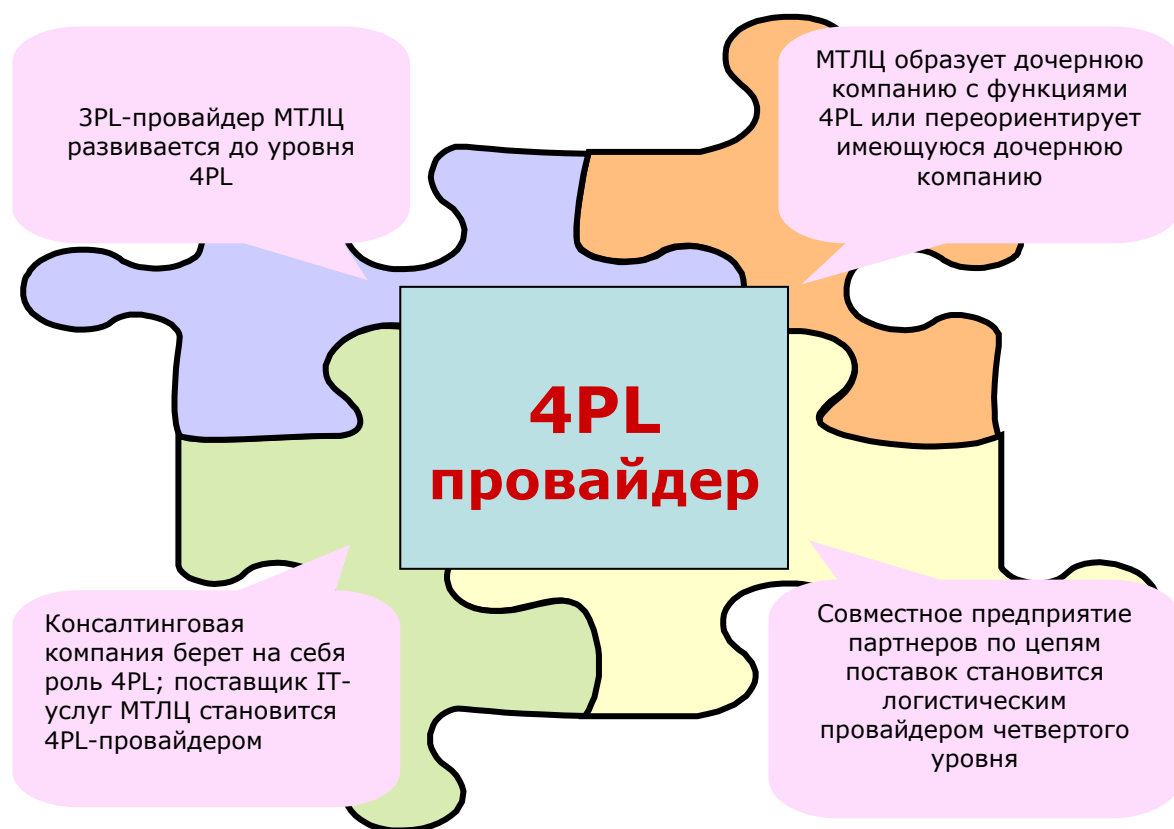 3PL-провайдер МТЛЦ
развивается до уровня
4PL
МТЛЦ образует дочернюю
компанию с функциями
4PL или переориентирует
имеющуюся дочернюю
компанию
4PL
провайдер
Консалтинговая
компания берет на себя
роль 4PL; поставщик IT-
услуг МТЛЦ становится
4PL-провайдером
Совместное предприятие
партнеров по цепям
поставок становится
логистическим
провайдером четвертого
уровня